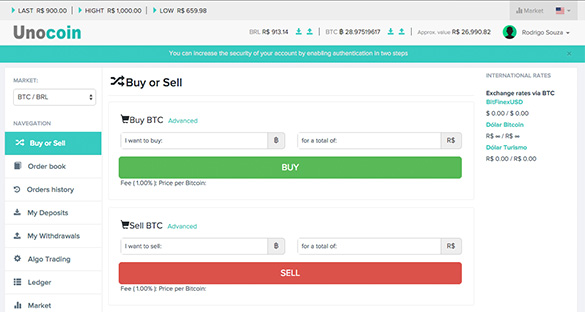 LAST R$ 900.00 HIGHT R$ 1,000.00 LOW R$ 659.98 Market
Unocoin BRL R$ 913.14 BTC ฿ 28.97519617 Approx. value R$ 26,990.82 Rodrigo Souza
You can increase the security of your account by enabling authentication in two steps ×
MARKET:
BTC / BRL
NAVIGATION
Buy or Sell
Order book
Orders history
My Deposits
My Withdrawals
Algo Trading
Ledger
Market
Buy or Sell
Buy BTC Advanced
I want to buy: ฿ for a total of: R$
BUY
Fee ( 1.00% ): Price per Bitcoin:
Sell BTC Advanced
I want to sell: ฿ for a total of: R$
SELL
Fee ( 1.00% ): Price per Bitcoin:
INTERNATIONAL RATES
Exchange rates via BTC
BitFinexUSD
$ 0.00 / $ 0.00
Dólar Bitcoin
R$ ∞ / R$ ∞
Dólar Turismo
R$ 0.00 / R$ 0.00